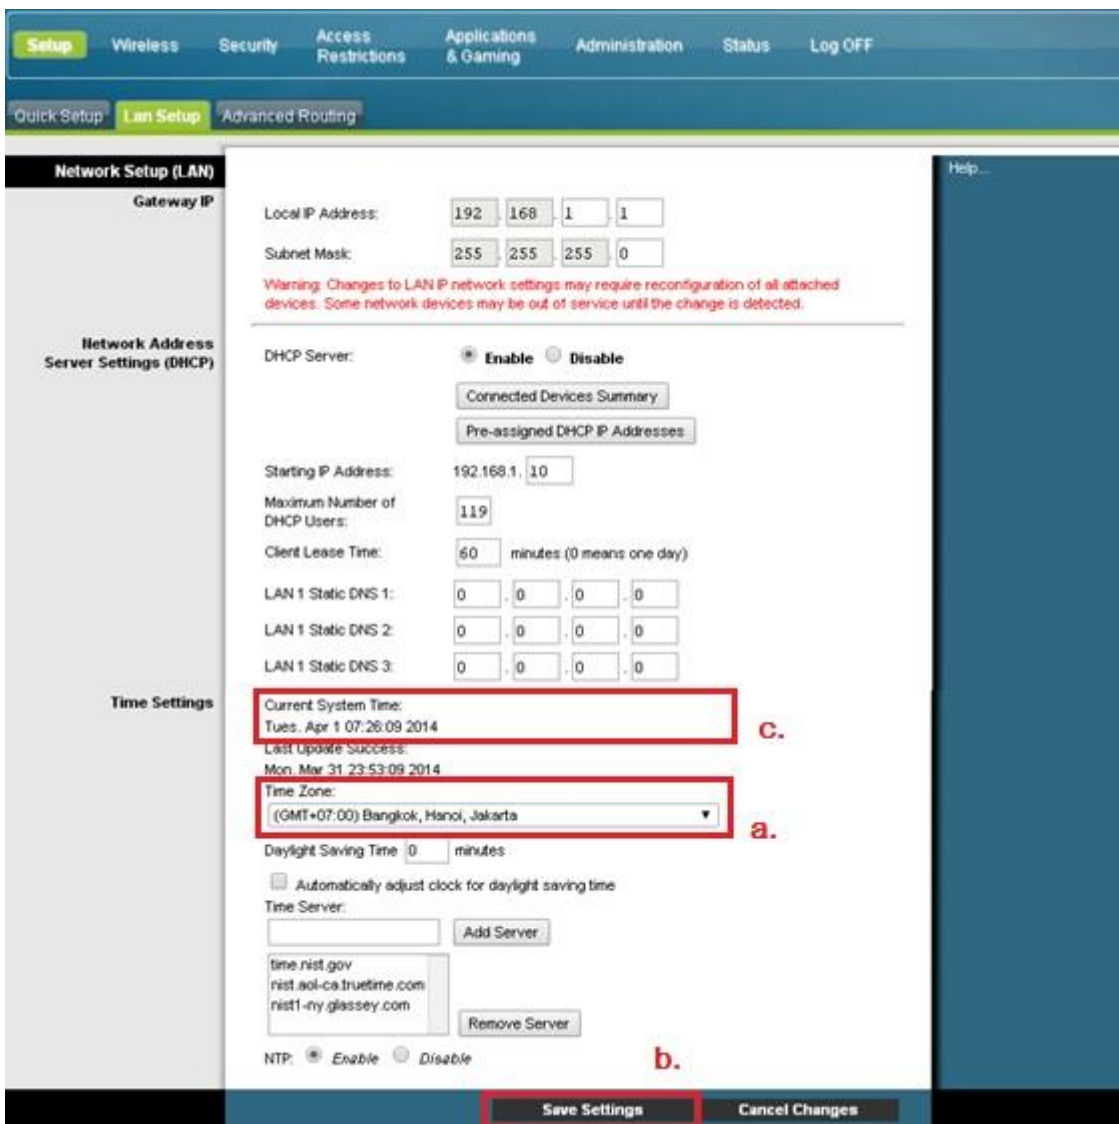 Setup Wireless Security Access Restrictions Applications & Gaming Administration Status Log OFF
Quick Setup Lan Setup Advanced Routing
Network Setup (LAN)
Help...
Gateway IP
Local IP Address: 192 . 168 . 1 . 1
Subnet Mask: 255 . 255 . 255 . 0
Warning: Changes to LAN IP network settings may require reconfiguration of all attached
devices. Some network devices may be out of service until the change is detected.
Network Address
Server Settings (DHCP)
DHCP Server: Enable Disable
Connected Devices Summary
Pre-assigned DHCP IP Addresses
Starting IP Address: 192.168.1. 10
Maximum Number of
DHCP Users: 119
Client Lease Time: 60 minutes (0 means one day)
LAN 1 Static DNS 1: 0 . 0 . 0 . 0
LAN 1 Static DNS 2: 0 . 0 . 0 . 0
LAN 1 Static DNS 3: 0 . 0 . 0 . 0
Time Settings
Current System Time:
Tues. Apr 1 07:26:09 2014
c.
Last Update Success:
Mon. Mar 31 23:53:09 2014
Time Zone:
(GMT+07:00) Bangkok, Hanoi, Jakarta
a.
Daylight Saving Time 0 minutes
Automatically adjust clock for daylight saving time
Time Server:
Add Server
time.nist.gov
nist.aol-ca.truetime.com
nist1-ny.glassey.com
Remove Server
NTP: Enable Disable
b.
Save Settings Cancel Changes